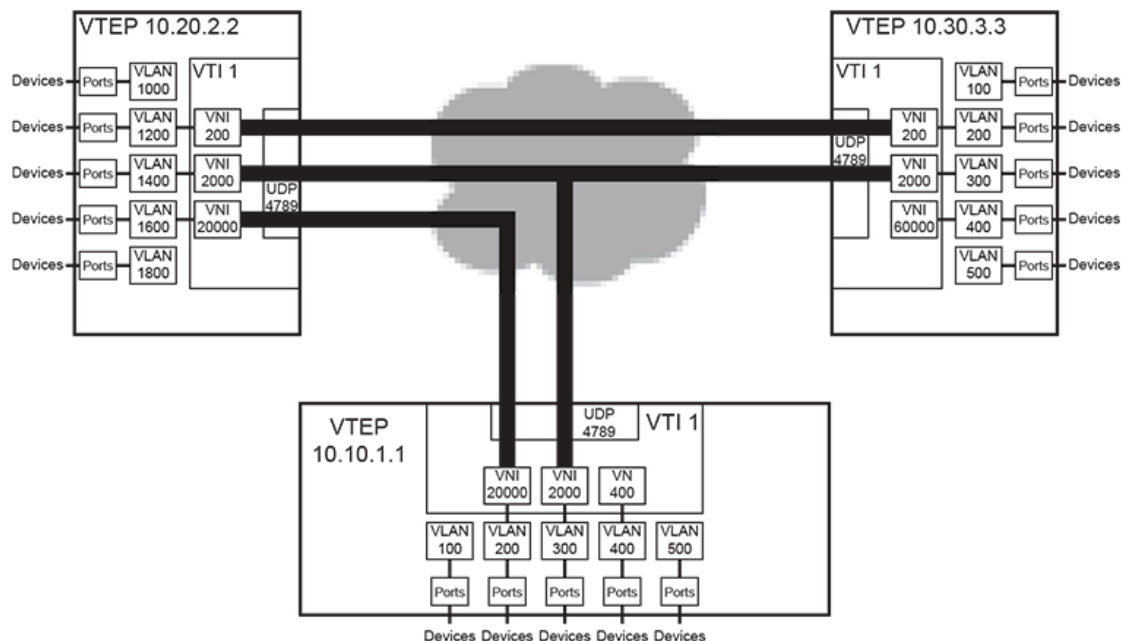 VTEP 10.20.2.2
VTI 1
Devices Ports VLAN 1000
Devices Ports VLAN 1200 VNI 200
Devices Ports VLAN 1400 VNI 2000
UDP 4789
Devices Ports VLAN 1600 VNI 20000
Devices Ports VLAN 1800
VTEP 10.30.3.3
VTI 1
VLAN 100 Ports Devices
VNI 200 VLAN 200 Ports Devices
UDP 4789
VNI 2000 VLAN 300 Ports Devices
VNI 60000 VLAN 400 Ports Devices
VLAN 500 Ports Devices
VTEP
10.10.1.1
UDP
4789
VTI 1
VNI 20000 VNI 2000 VN 400
VLAN 100 VLAN 200 VLAN 300 VLAN 400 VLAN 500
Ports Ports Ports Ports Ports
Devices Devices Devices Devices Devices